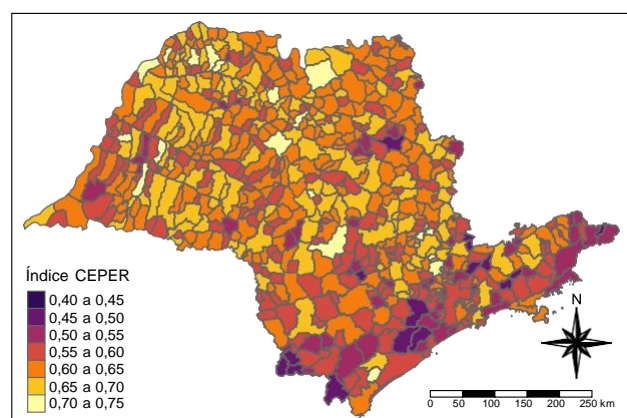 Índice CEPER
0,40 a 0,45
0,45 a 0,50
0,50 a 0,55
0,55 a 0,60
0,60 a 0,65
0,65 a 0,70
0,70 a 0,75
N
0 50 100 150 200 250 km